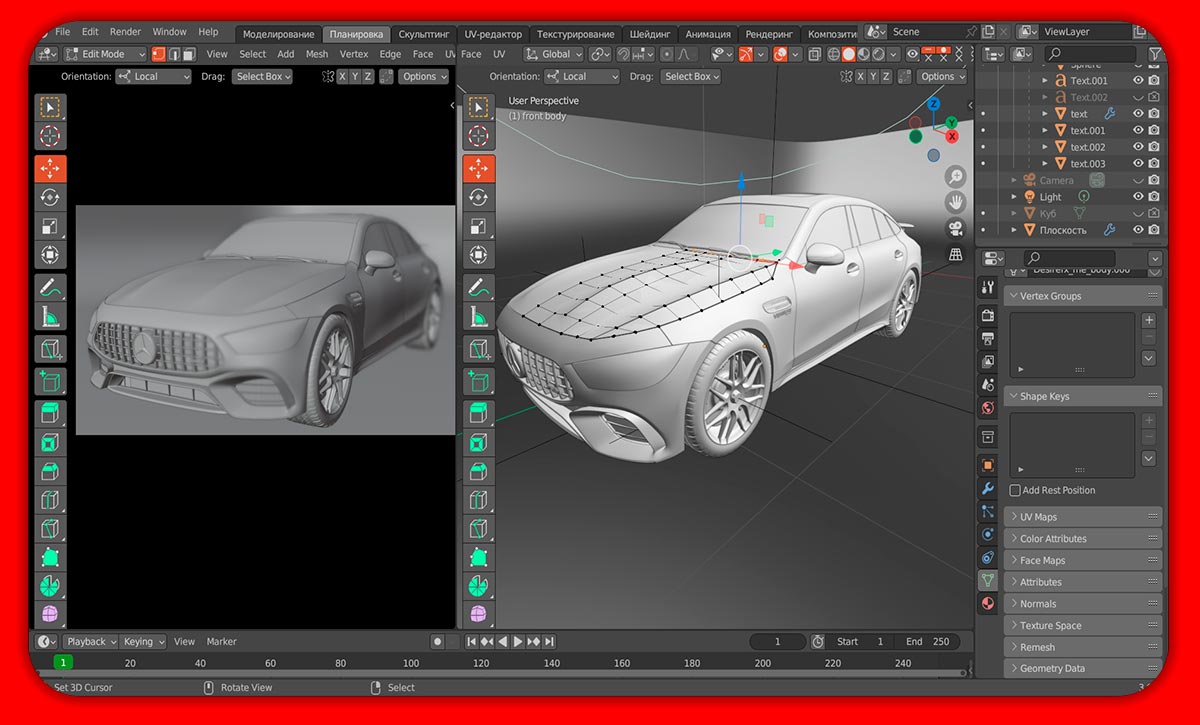 File Edit Render Window Help Моделирование Планировка Скульптинг UV-редактор Текстурирование Шейдинг Анимация Рендеринг Scene ViewLayer
Edit Mode View Select Add Mesh Vertex Edge Face UV Face UV Global
Orientation: Local Drag: Select Box X Y Z Options Orientation: Local Drag: Select Box X Y Z Options
User Perspective
(1) front body
Z
Y
X
Text.001
Text.002
text
text.001
text.002
text.003
Camera
Light
Куб
Плоскость
Vertex Groups
Shape Keys
Add Rest Position
UV Maps
Color Attributes
Face Maps
Attributes
Normals
Texture Space
Remesh
Geometry Data
Playback Keying View Marker 1 Start 1 End 250
1 20 40 60 80 100 120 140 160 180 200 220 240
Set 3D Cursor Rotate View Select